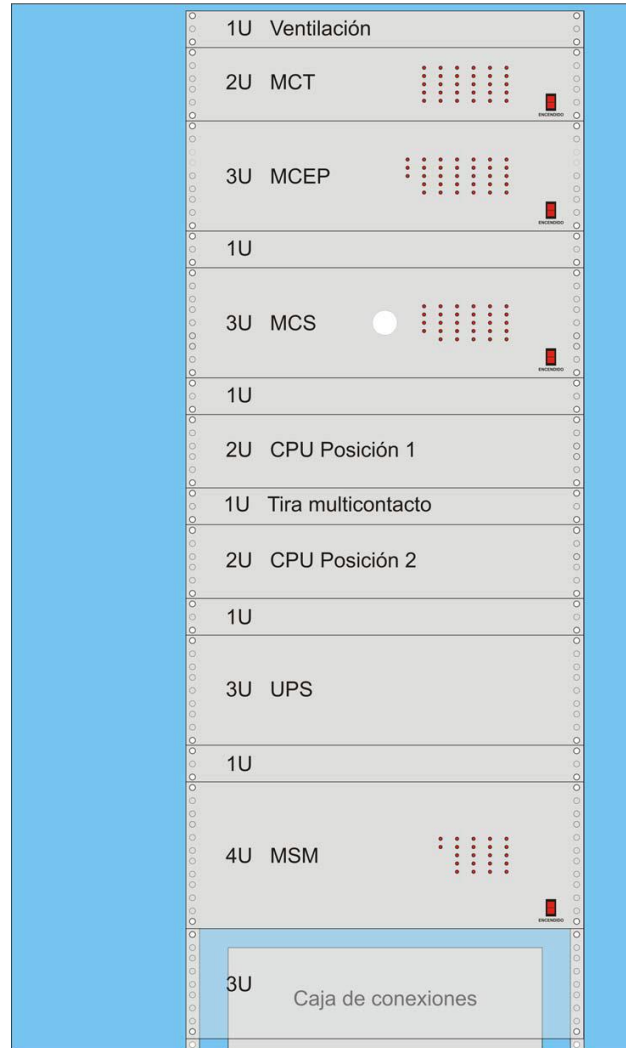 1U Ventilación
2U MCT
ENCENDIDO
3U MCEP
ENCENDIDO
1U
3U MCS
ENCENDIDO
1U
2U CPU Posición 1
1U Tira multicontacto
2U CPU Posición 2
1U
3U UPS
1U
4U MSM
ENCENDIDO
3U
Caja de conexiones